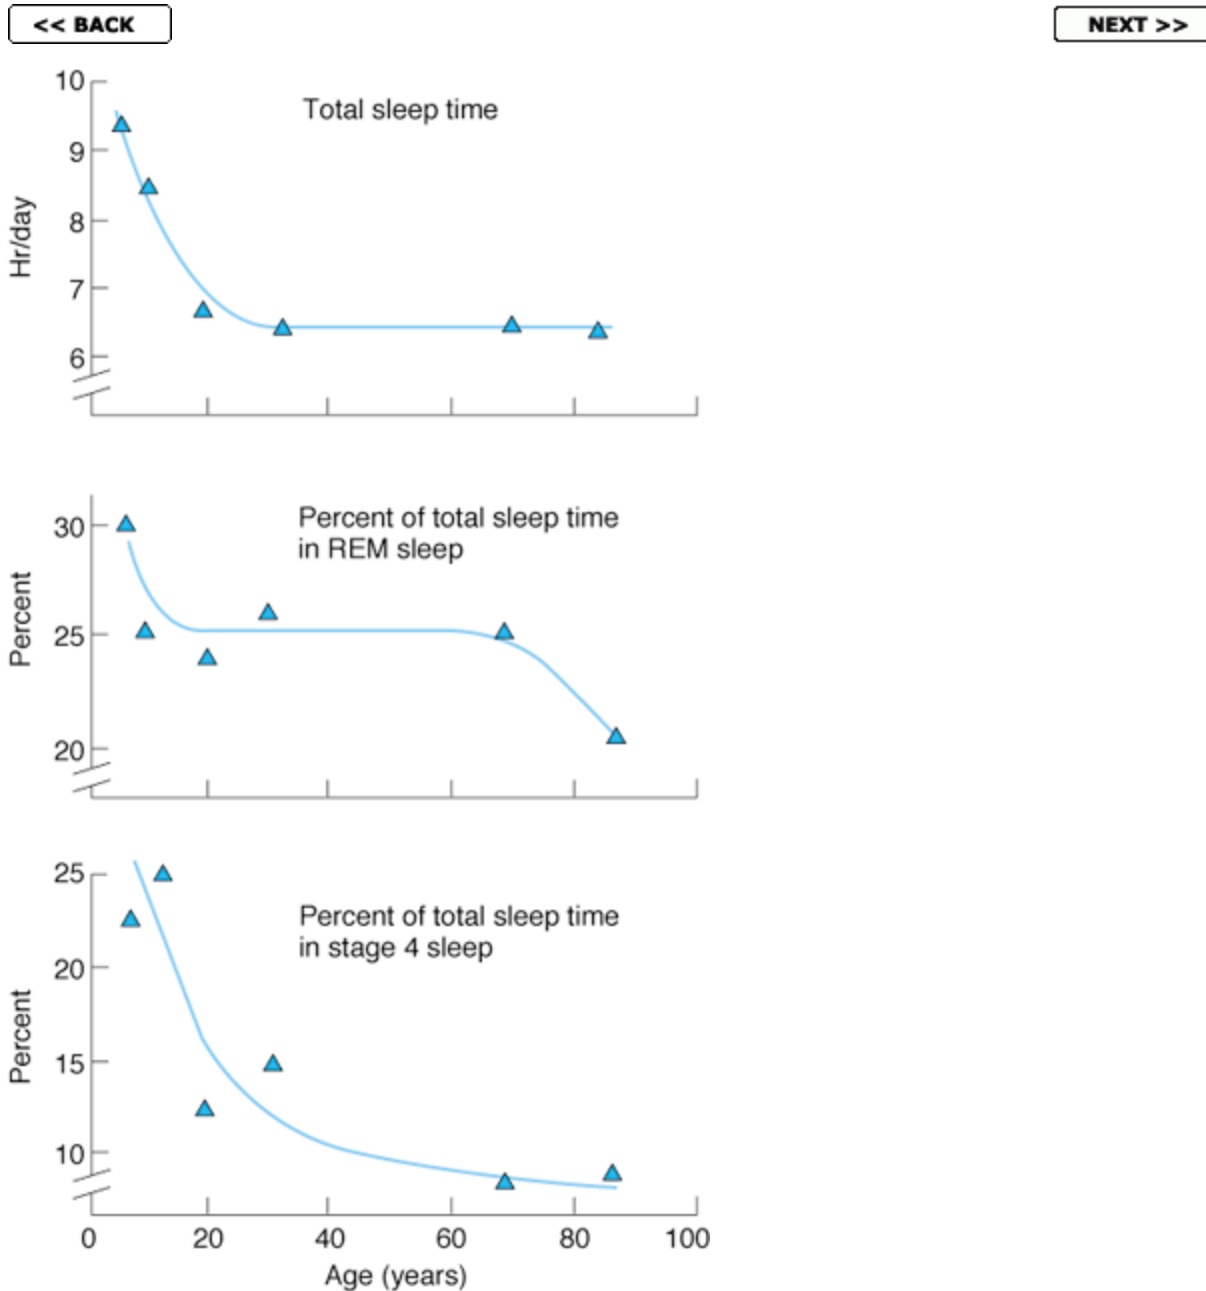 << BACK
NEXT >>
10
Total sleep time
9
8
Hr/day
7
6
Percent of total sleep time
in REM sleep
30
Percent
25
20
25
Percent of total sleep time
in stage 4 sleep
20
Percent
15
10
0 20 40 60 80 100
Age (years)